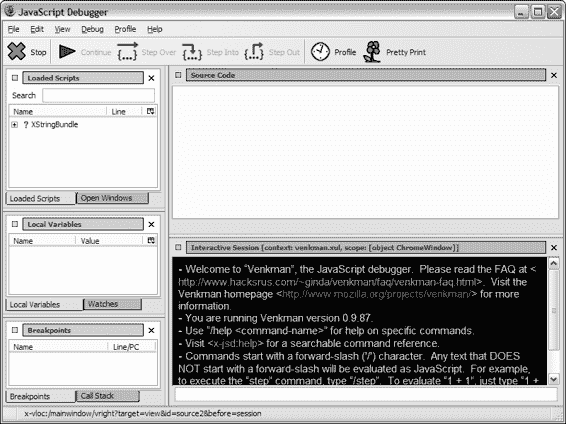 JavaScript Debugger
File Edit View Debug Profile Help
Stop Continue Step Over Step Into Step Out Profile Pretty Print
Loaded Scripts
Search
Name Line
? XStringBundle
Loaded Scripts Open Windows
Local Variables
Name Value
Local Variables Watches
Breakpoints
Name Line/PC
Breakpoints Call Stack
Source Code
Interactive Session [context: venkman.xul, scope: [object ChromeWindow]]
- Welcome to "Venkman", the JavaScript debugger. Please read the FAQ at <
http://www.hacksrus.com/~ginda/venkman/faq/venkman-faq.html>. Visit the
Venkman homepage <http://www.mozilla.org/projects/venkman/> for more
information.
- You are running Venkman version 0.9.87.
- Use "/help <command-name>" for help on specific commands.
- Visit <x-jsd:help> for a searchable command reference.
- Commands start with a forward-slash ('/') character. Any text that DOES
NOT start with a forward-slash will be evaluated as JavaScript. For example,
to execute the "step" command, type "/step". To evaluate "1 + 1", just type "1 +
x-vloc:/mainwindow/vright?target=view&id=source2&before=session